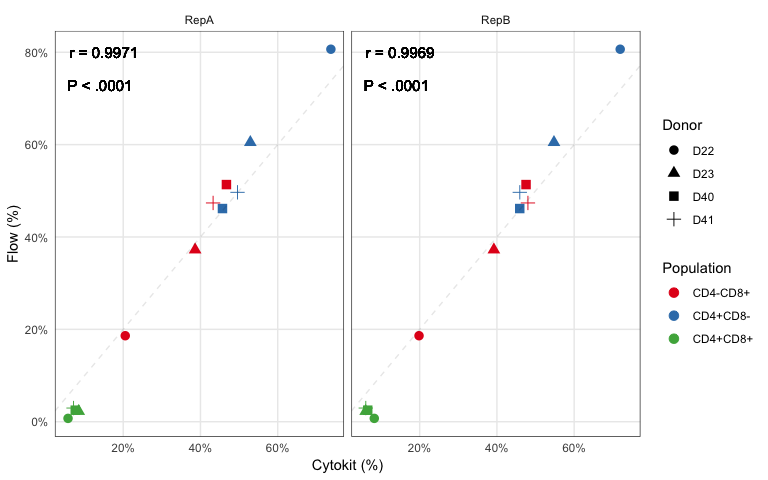 RepA
RepB
r = 0.9971
P < .0001
r = 0.9969
P < .0001
80%
60%
40%
20%
0%
Flow (%)
20%
40%
60%
20%
40%
60%
Cytokit (%)
Donor
D22
D23
D40
D41
Population
CD4-CD8+
CD4+CD8-
CD4+CD8+